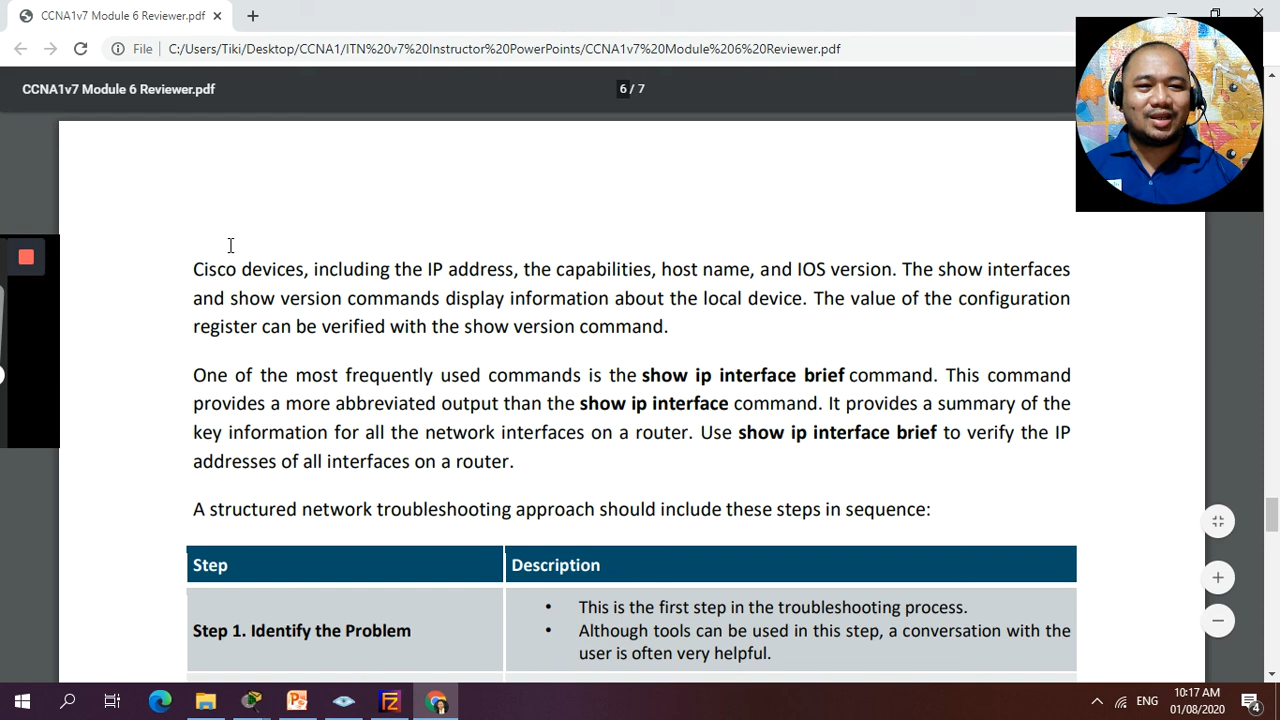 CCNA1v7 Module 6 Reviewer.pdf
File
C:/Users/Tiki/Desktop/CCNA1/ITN%20v7%20Instructor%20PowerPoints/CCNA1v7%20Module%206%20Reviewer.pdf
CCNA1v7 Module 6 Reviewer.pdf
6 / 7
Cisco devices, including the IP address, the capabilities, host name, and IOS version. The show interfaces
and show version commands display information about the local device. The value of the configuration
register can be verified with the show version command.
One of the most frequently used commands is the show ip interface brief command. This command
provides a more abbreviated output than the show ip interface command. It provides a summary of the
key information for all the network interfaces on a router. Use show ip interface brief to verify the IP
addresses of all interfaces on a router.
A structured network troubleshooting approach should include these steps in sequence:
Step
Description
Step 1. Identify the Problem
• This is the first step in the troubleshooting process.
• Although tools can be used in this step, a conversation with the
user is often very helpful.
ENG
10:17 AM
01/08/2020
4